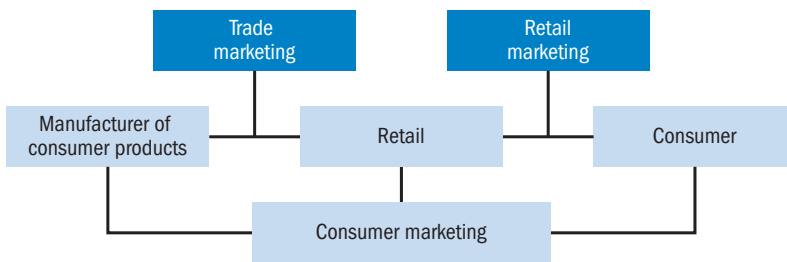 Trade
marketing
Retail
marketing
Manufacturer of
consumer products
Retail
Consumer
Consumer marketing